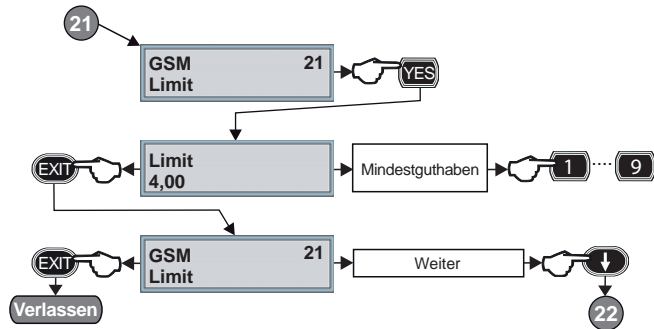 21
GSM 21
Limit
YES
EXIT
Limit
4,00
Mindestguthaben
1 ···· 9
EXIT
GSM 21
Limit
Weiter
Verlassen
22